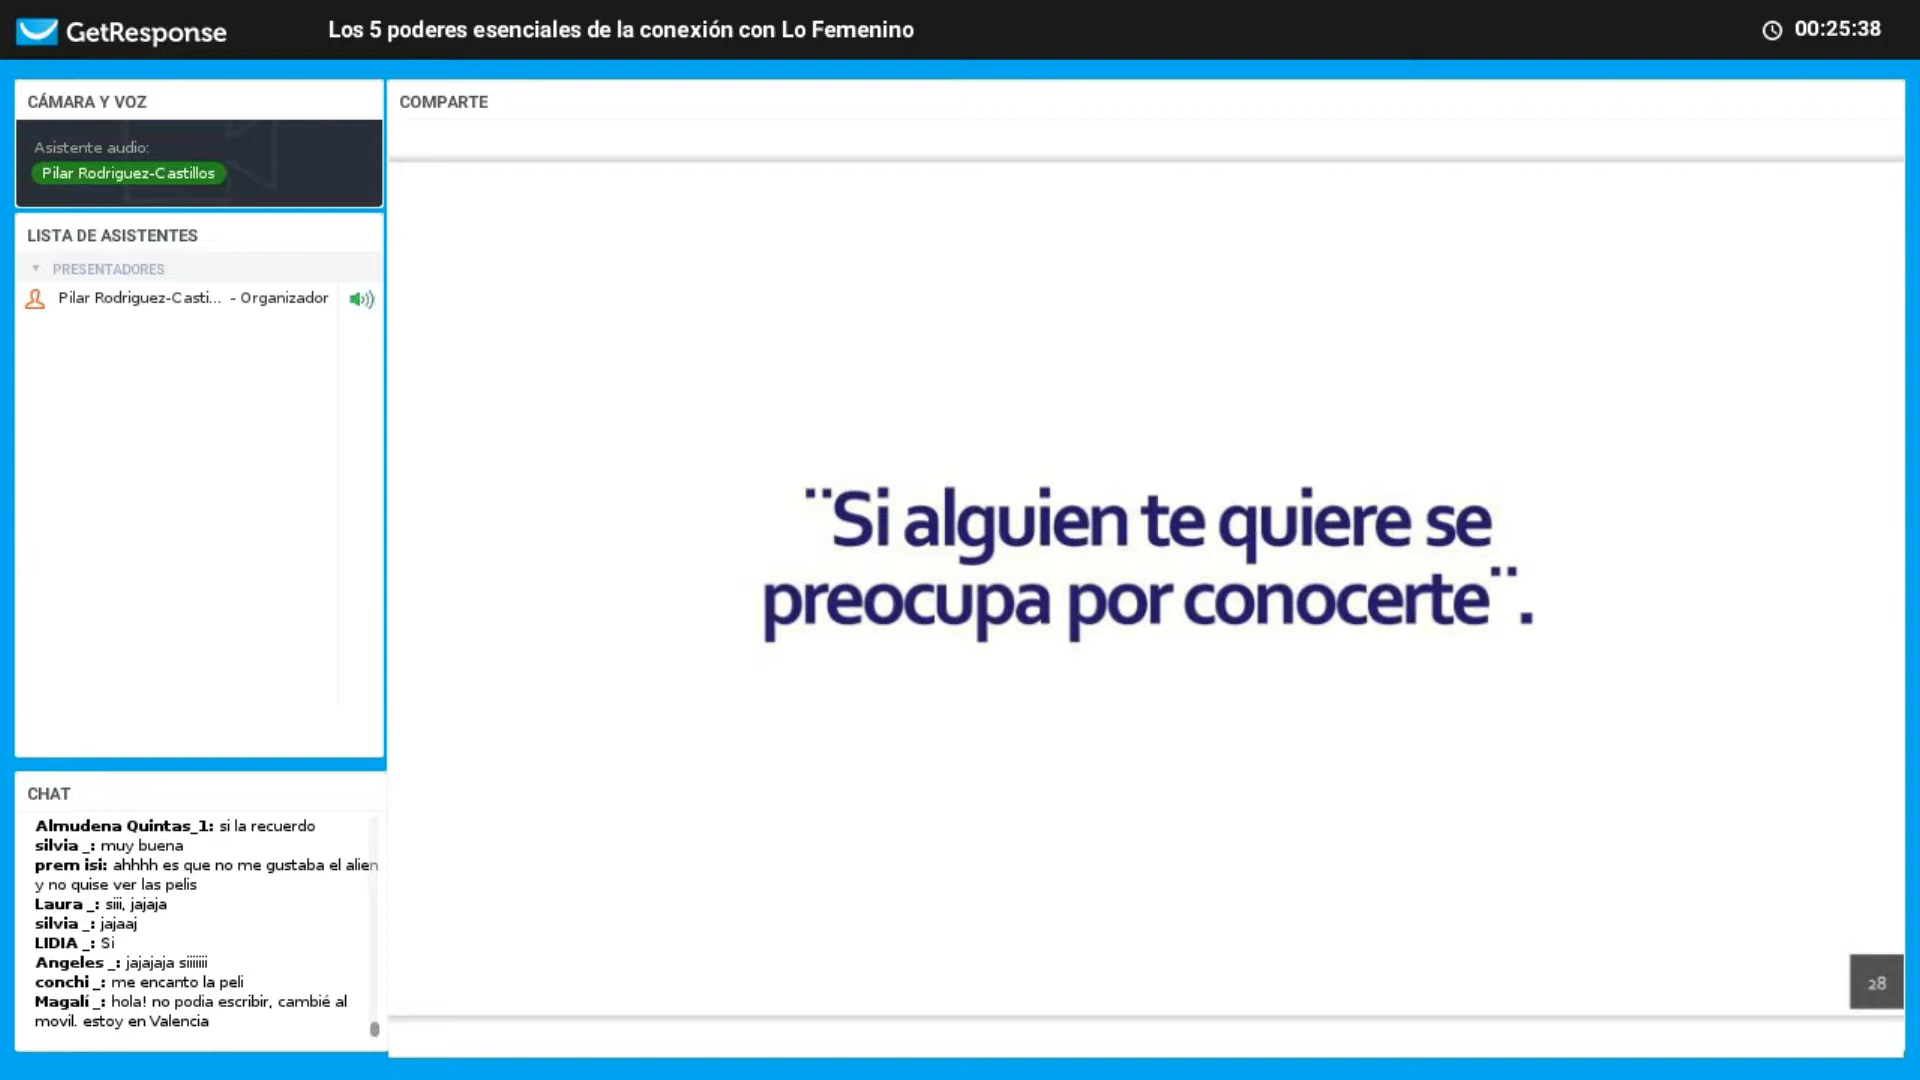 GetResponse
Los 5 poderes esenciales de la conexión con Lo Femenino
00:25:38
CÁMARA Y VOZ
Asistente audio:
Pilar Rodriguez-Castillos
LISTA DE ASISTENTES
PRESENTADORES
Pilar Rodriguez-Casti... - Organizador
CHAT
Almudena Quintas_1: si la recuerdo
silvia _: muy buena
prem isi: ahhhh es que no me gustaba el alien
y no quise ver las pelis
Laura _: siii, jajaja
silvia _: jajaaj
LIDIA _: Si
Angeles _: jajajaja siiiiiii
conchi _: me encanto la peli
Magalí _: hola! no podia escribir, cambié al
movil. estoy en Valencia
COMPARTE
¨Si alguien te quiere se
preocupa por conocerte¨.
28